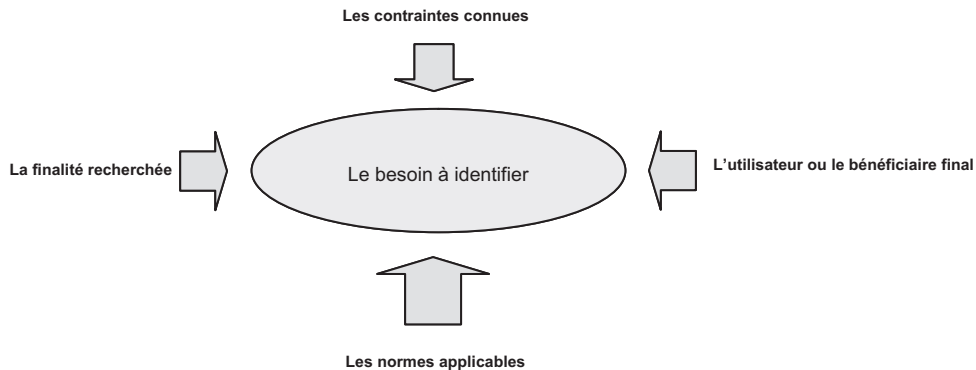 Les contraintes connues
La finalité recherchée
Le besoin à identifier
L'utilisateur ou le bénéficiaire final
Les normes applicables